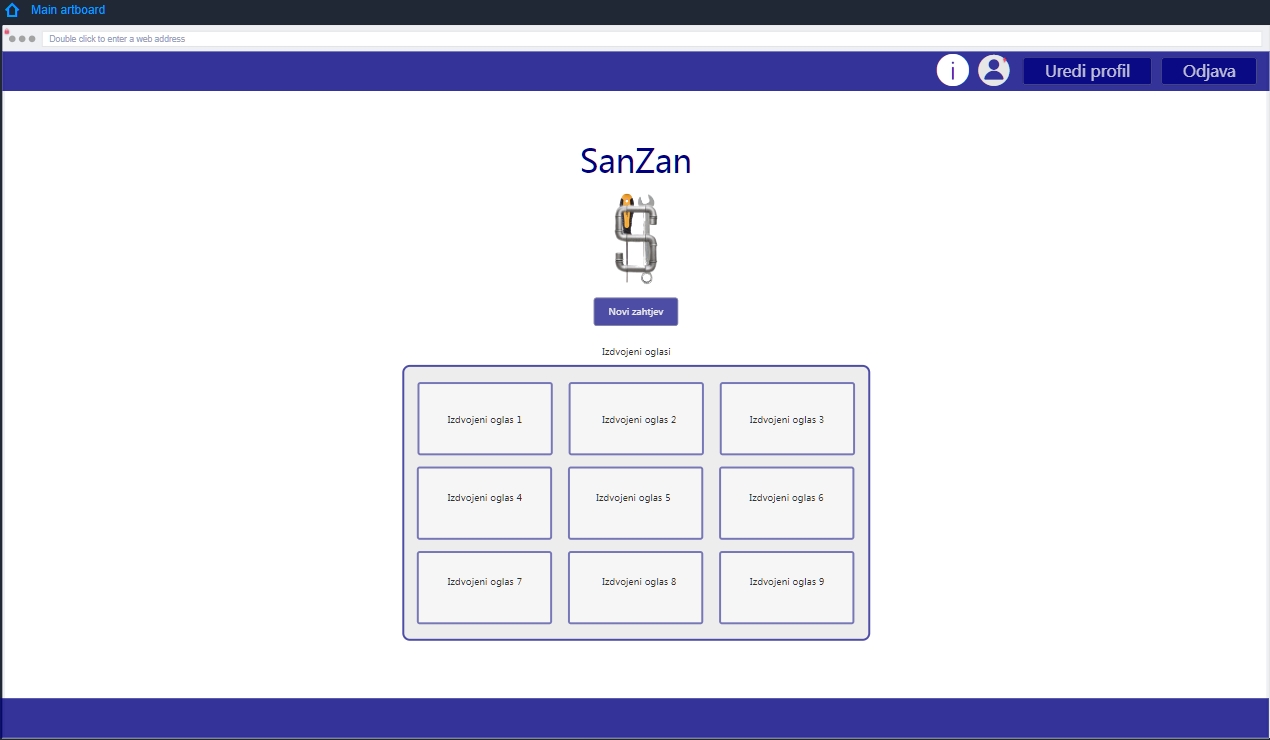 Main artboard
Double click to enter a web address
i
Uredi profil
Odjava
SanZan
Novi zahtjev
Izdvojeni oglasi
Izdvojeni oglas 1
Izdvojeni oglas 2
Izdvojeni oglas 3
Izdvojeni oglas 4
Izdvojeni oglas 5
Izdvojeni oglas 6
Izdvojeni oglas 7
Izdvojeni oglas 8
Izdvojeni oglas 9